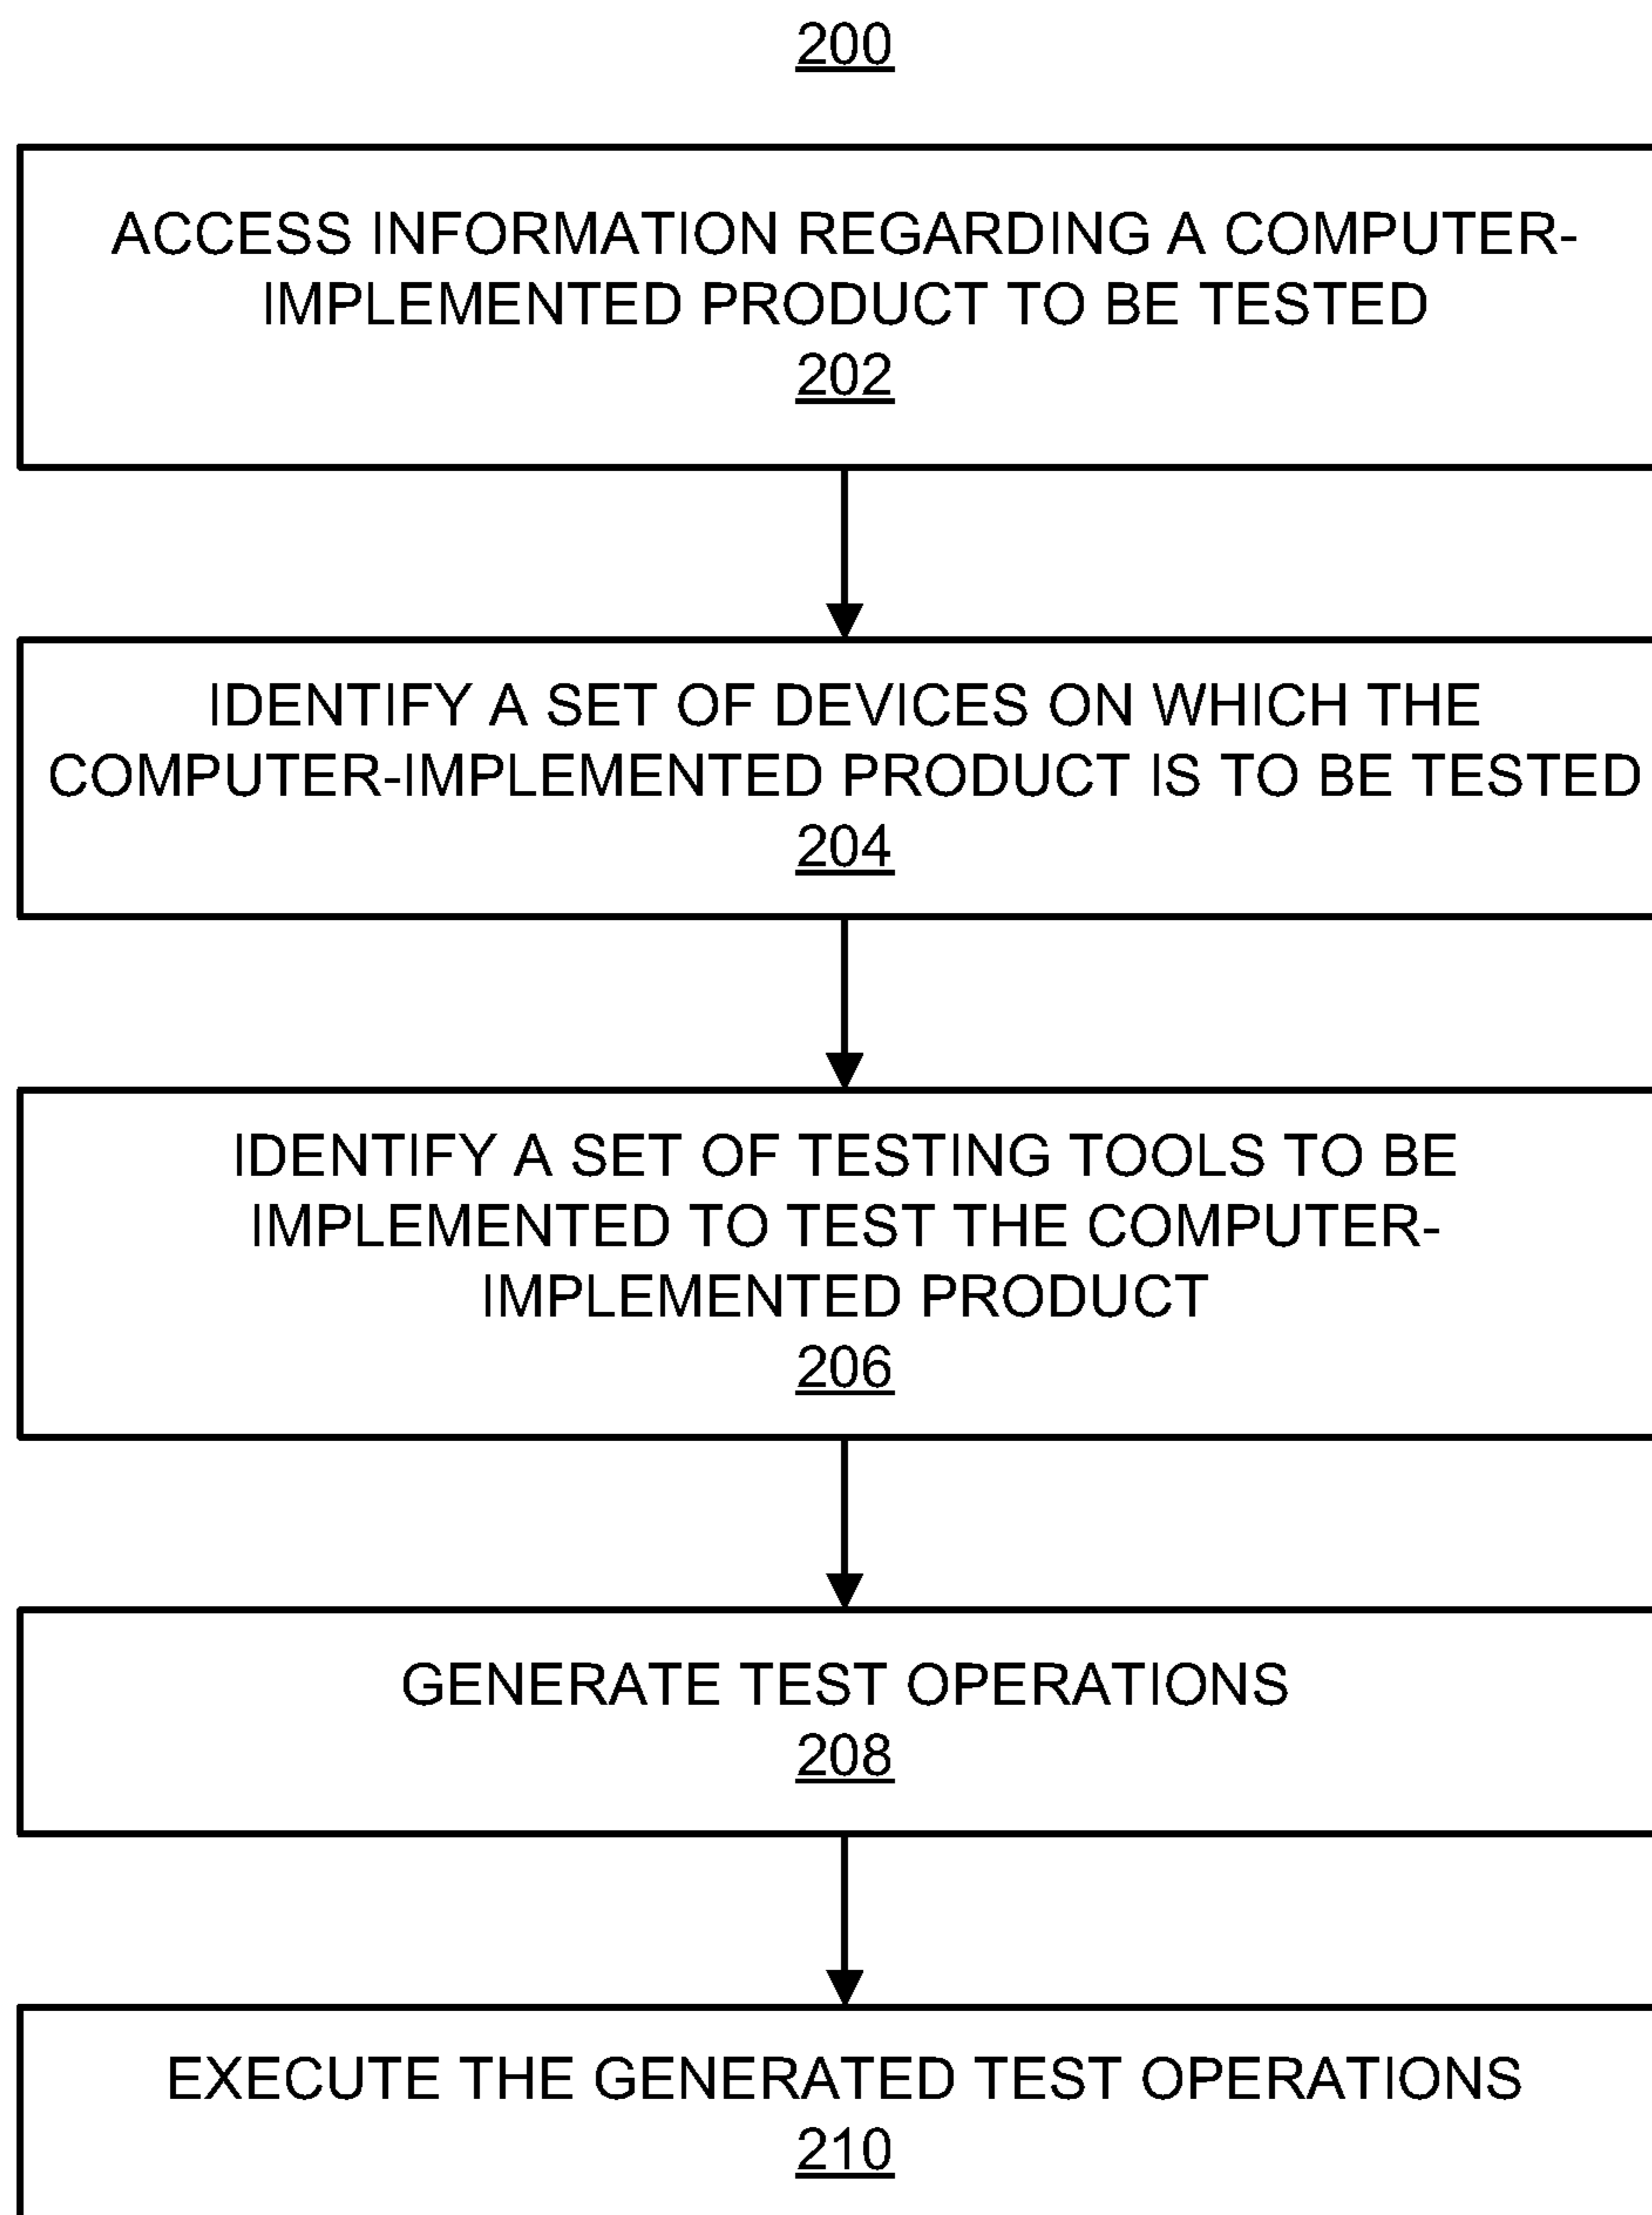 200
ACCESS INFORMATION REGARDING A COMPUTER-
IMPLEMENTED PRODUCT TO BE TESTED
202
IDENTIFY A SET OF DEVICES ON WHICH THE
COMPUTER-IMPLEMENTED PRODUCT IS TO BE TESTED
204
IDENTIFY A SET OF TESTING TOOLS TO BE
IMPLEMENTED TO TEST THE COMPUTER-
IMPLEMENTED PRODUCT
206
GENERATE TEST OPERATIONS
208
EXECUTE THE GENERATED TEST OPERATIONS
210